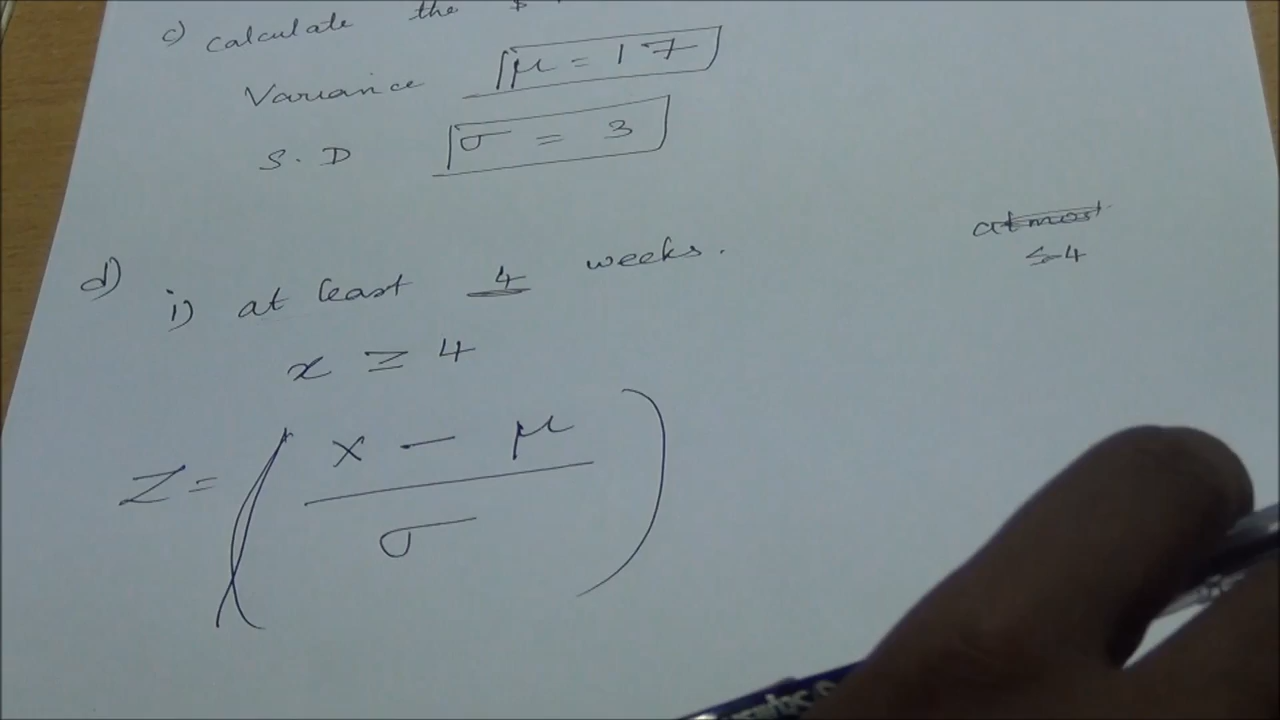 c) calculate the
Variance μ = 17
S.D σ = 3
at most
≤ 4
d) i) at least 4 weeks.
x ≥ 4
Z = ( x - μ / σ )